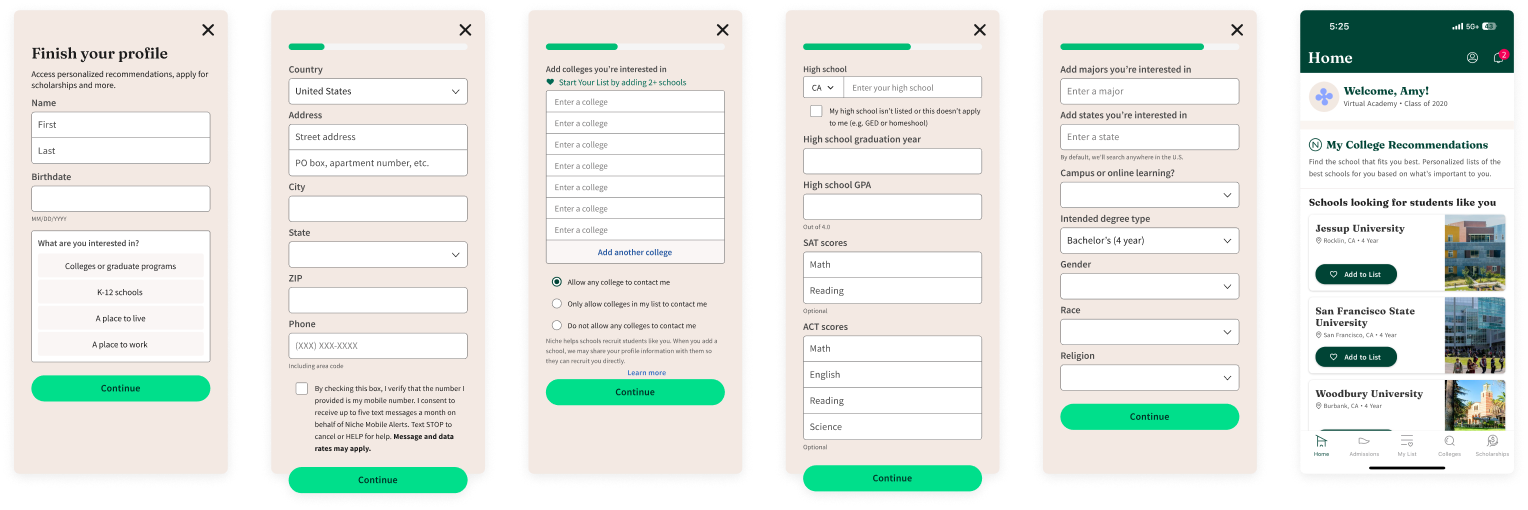 Finish your profile
Access personalized recommendations, apply for
scholarships and more.
Name
First
Last
Birthdate
MM/DD/YYYY
What are you interested in?
Colleges or graduate programs
K-12 schools
A place to live
A place to work
Continue
Country
United States
Address
Street address
PO box, apartment number, etc.
City
State
ZIP
Phone
(XXX) XXX-XXXX
Including area code
By checking this box, I verify that the number I
provided is my mobile number. I consent to
receive up to five text messages a month on
behalf of Niche Mobile Alerts. Text STOP to
cancel or HELP for help. Message and data
rates may apply.
Continue
Add colleges you're interested in
Start Your List by adding 2+ schools
Enter a college
Enter a college
Enter a college
Enter a college
Enter a college
Enter a college
Enter a college
Add another college
Allow any college to contact me
Only allow colleges in my list to contact me
Do not allow any colleges to contact me
Niche helps schools recruit students like you. When you add a
school, we may share your profile information with them so
they can recruit you directly.
Learn more
Continue
High school
CA
Enter your high school
My high school isn't listed or this doesn't apply
to me (e.g. GED or homeshool)
High school graduation year
High school GPA
Out of 4.0
SAT scores
Math
Reading
Optional
ACT scores
Math
English
Reading
Science
Optional
Continue
Add majors you're interested in
Enter a major
Add states you're interested in
Enter a state
By default, we'll search anywhere in the U.S.
Campus or online learning?
Intended degree type
Bachelor's (4 year)
Gender
Race
Religion
Continue
5:25
5G+ 43
Home
2
Welcome, Amy!
Virtual Academy • Class of 2020
N My College Recommendations
Find the school that fits you best. Personalized lists of the
best schools for you based on what's important to you.
Schools looking for students like you
Jessup University
Rocklin, CA • 4 Year
Add to List
San Francisco State
University
San Francisco, CA • 4 Year
Add to List
Woodbury University
Burbank, CA • 4 Year
Home
Admissions
My List
Colleges
Scholarships